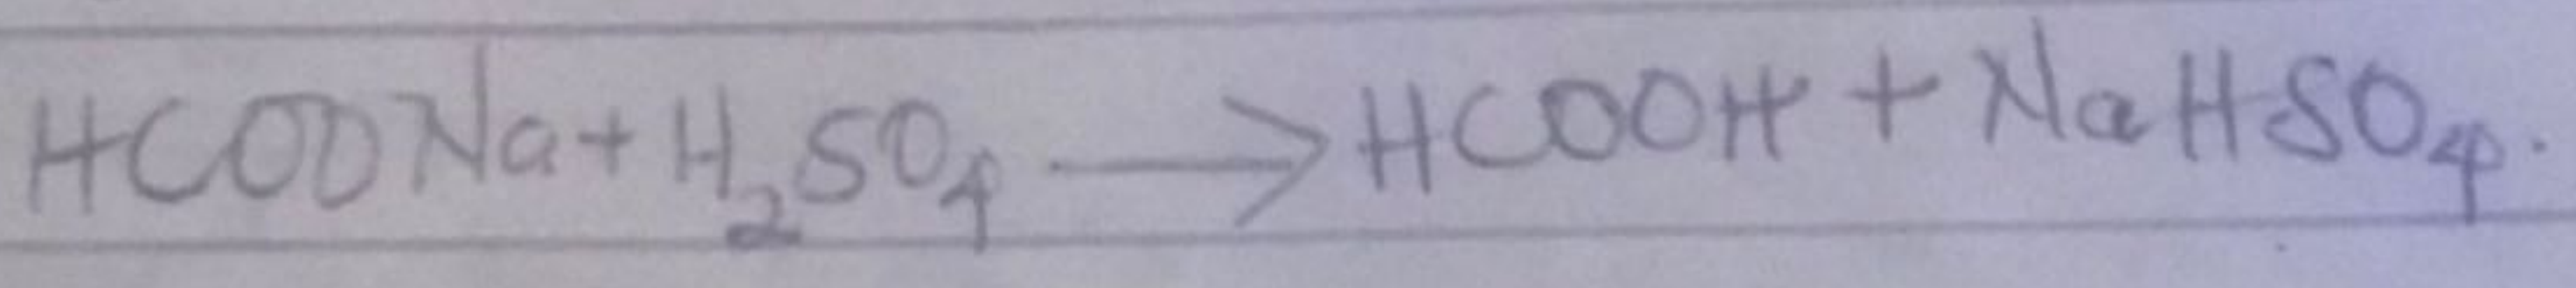 HCOONa + H₂SO₄ → HCOOH + NaHSO₄.